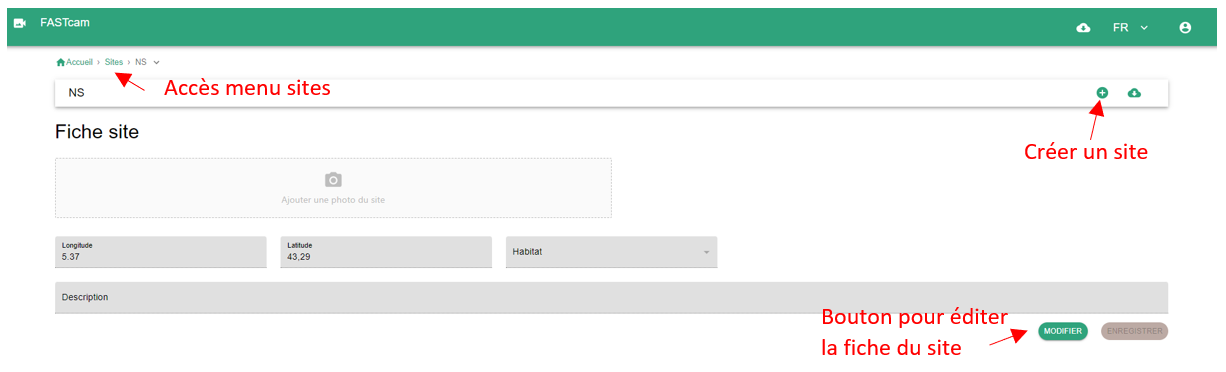 FASTcam
FR
Accueil › Sites › NS
Accès menu sites
NS
Créer un site
Fiche site
Ajouter une photo du site
Longitude
5.37
Latitude
43,29
Habitat
Description
Bouton pour éditer
la fiche du site
MODIFIER
ENREGISTRER